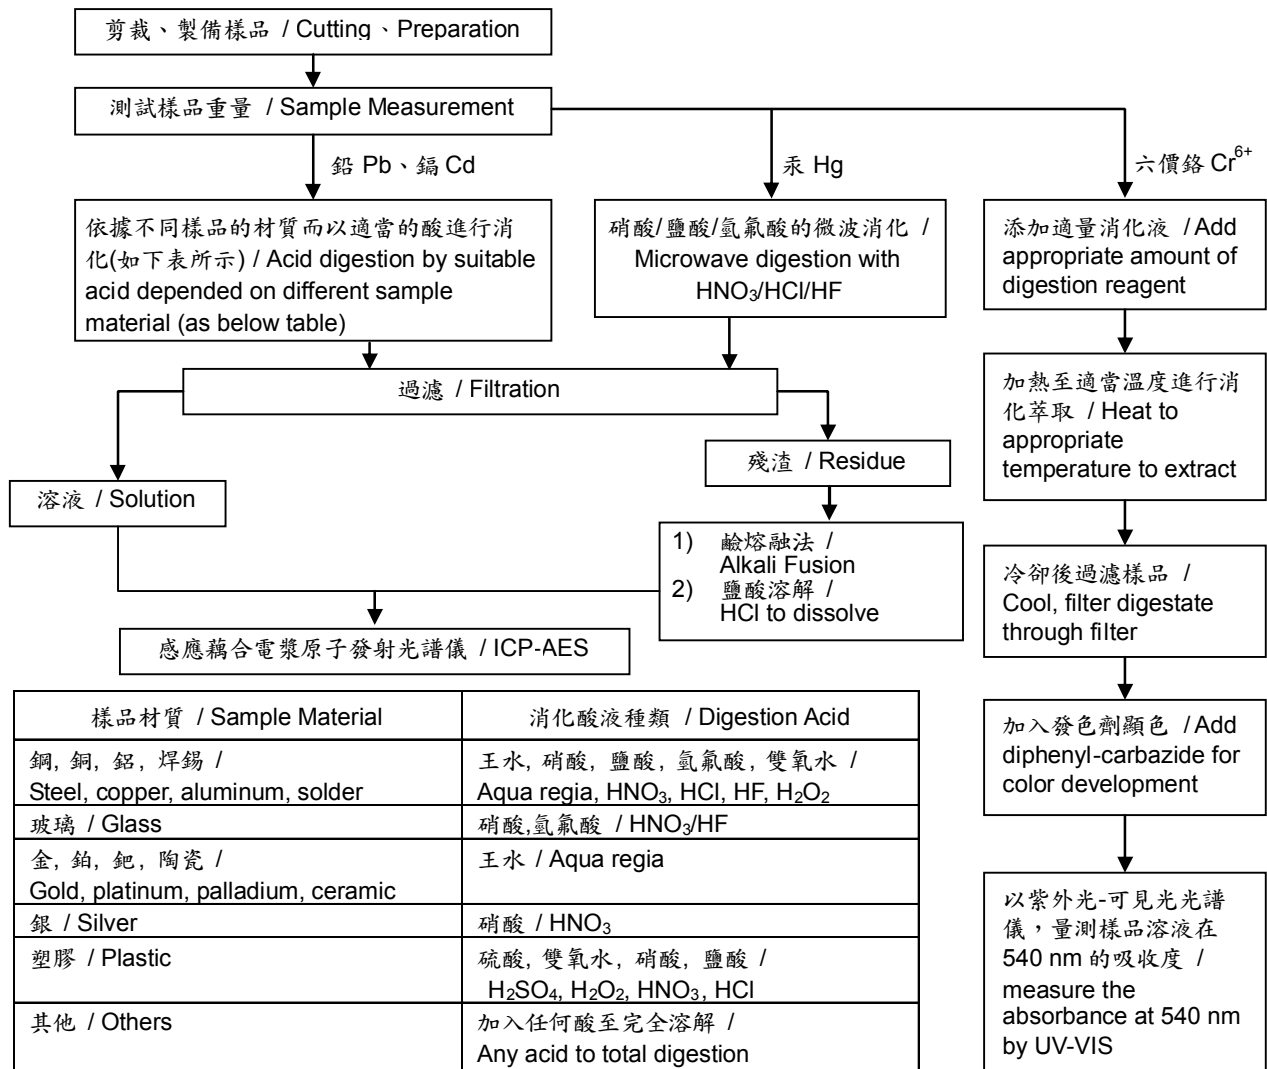 剪裁、製備樣品 / Cutting、Preparation
測試樣品重量 / Sample Measurement
鉛 Pb、鎘 Cd
汞 Hg
六價鉻 Cr6+
依據不同樣品的材質而以適當的酸進行消
化(如下表所示) / Acid digestion by suitable
acid depended on different sample
material (as below table)
硝酸/鹽酸/氫氟酸的微波消化 /
Microwave digestion with
HNO3/HCl/HF
添加適量消化液 / Add
appropriate amount of
digestion reagent
過濾 / Filtration
加熱至適當溫度進行消
化萃取 / Heat to
appropriate
temperature to extract
溶液 / Solution
殘渣 / Residue
1) 鹼熔融法 /
Alkali Fusion
2) 鹽酸溶解 /
HCl to dissolve
冷卻後過濾樣品 /
Cool, filter digestate
through filter
感應藕合電漿原子發射光譜儀 / ICP-AES
加入發色劑顯色 / Add
diphenyl-carbazide for
color development
以紫外光-可見光光譜
儀，量測樣品溶液在
540 nm 的吸收度 /
measure the
absorbance at 540 nm
by UV-VIS
樣品材質 / Sample Material
消化酸液種類 / Digestion Acid
鋼, 銅, 鋁, 焊錫 /
Steel, copper, aluminum, solder
王水, 硝酸, 鹽酸, 氫氟酸, 雙氧水 /
Aqua regia, HNO3, HCl, HF, H2O2
玻璃 / Glass
硝酸,氫氟酸 / HNO3/HF
金, 鉑, 鈀, 陶瓷 /
Gold, platinum, palladium, ceramic
王水 / Aqua regia
銀 / Silver
硝酸 / HNO3
塑膠 / Plastic
硫酸, 雙氧水, 硝酸, 鹽酸 /
H2SO4, H2O2, HNO3, HCl
其他 / Others
加入任何酸至完全溶解 /
Any acid to total digestion